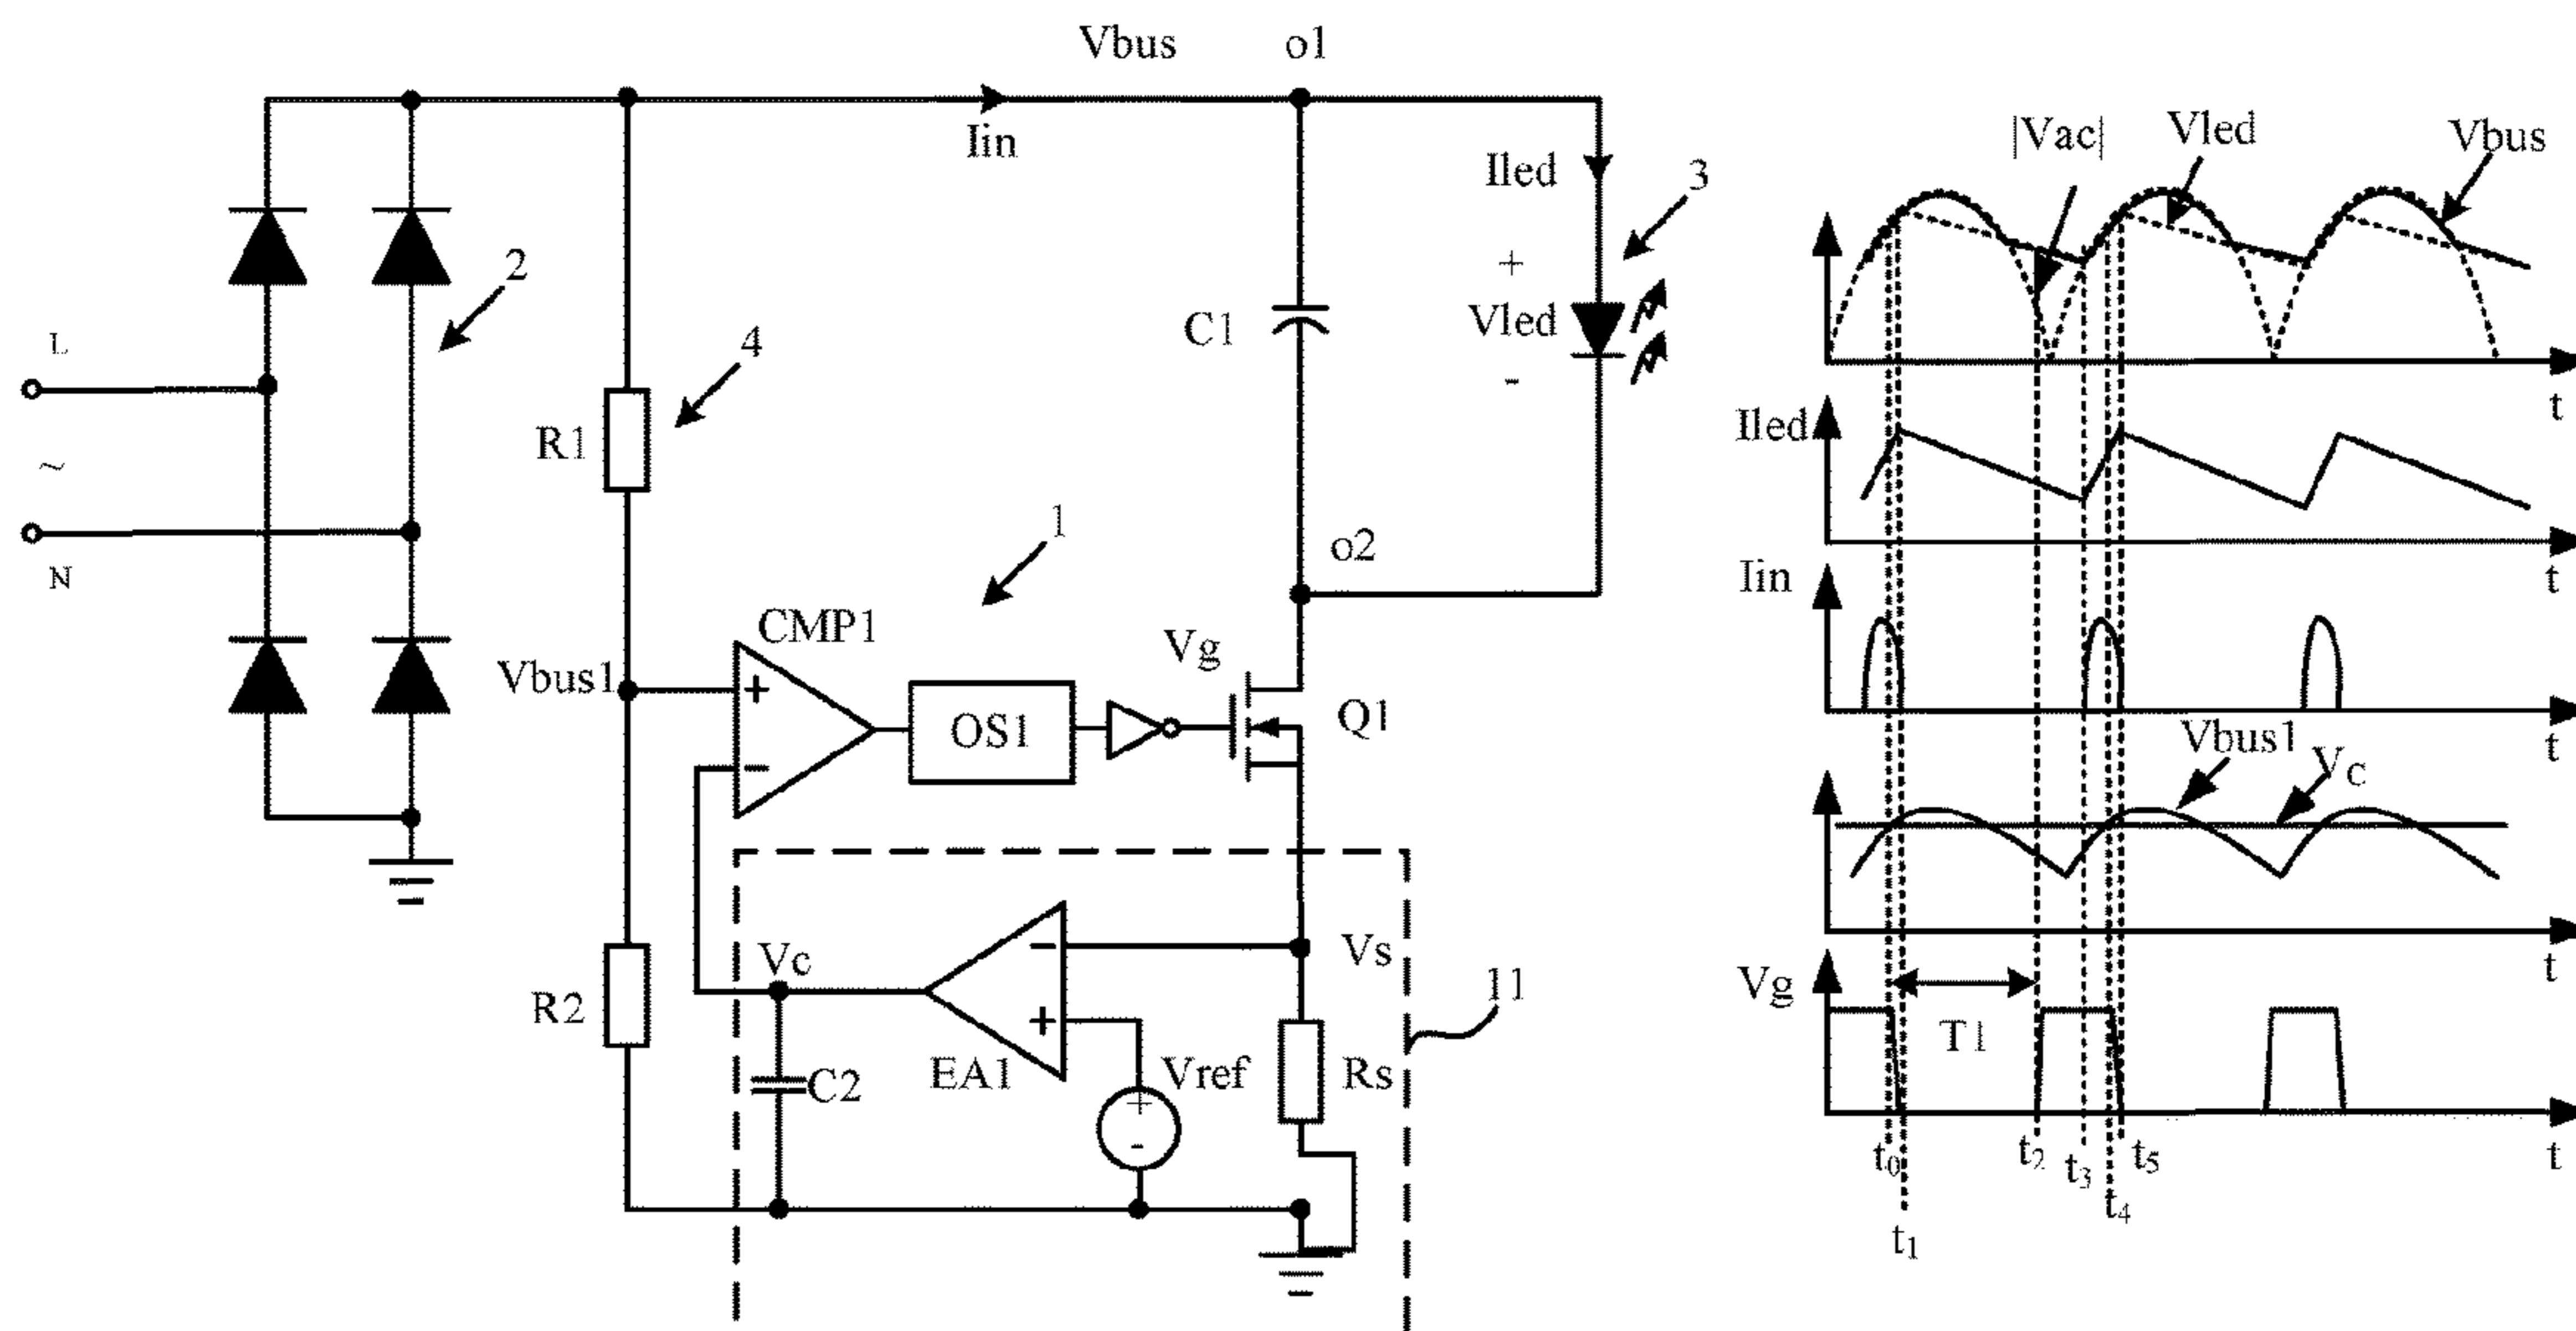 Vbus o1
Iin
Iled
3
+
Vled
-
2
L
~
N
4
R1
C1
1
o2
CMP1
Vg
Vbus1
+
-
OS1
Q1
Vc
-
Vs
+
EA1
Vref
+
-
R2
C2
Rs
11
|Vac| Vled Vbus
t
Iled
t
Iin
t
Vbus1 Vc
t
Vg
T1
t0 t1 t2 t3 t4 t5 t